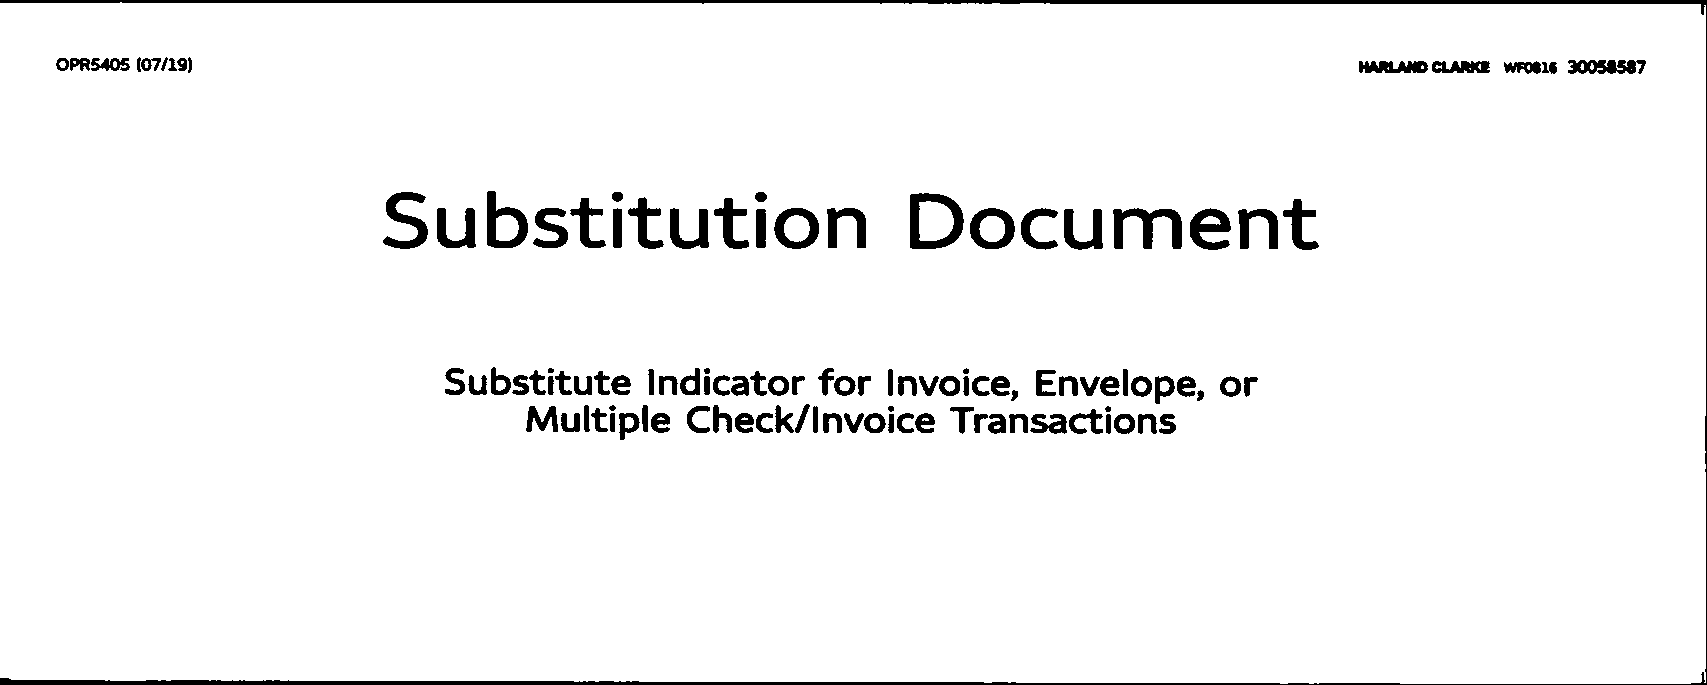 OPR5405 (07/19)
HARLAND CLARKE WF0816 30058587
Substitution Document
Substitute Indicator for Invoice, Envelope, or
Multiple Check/Invoice Transactions